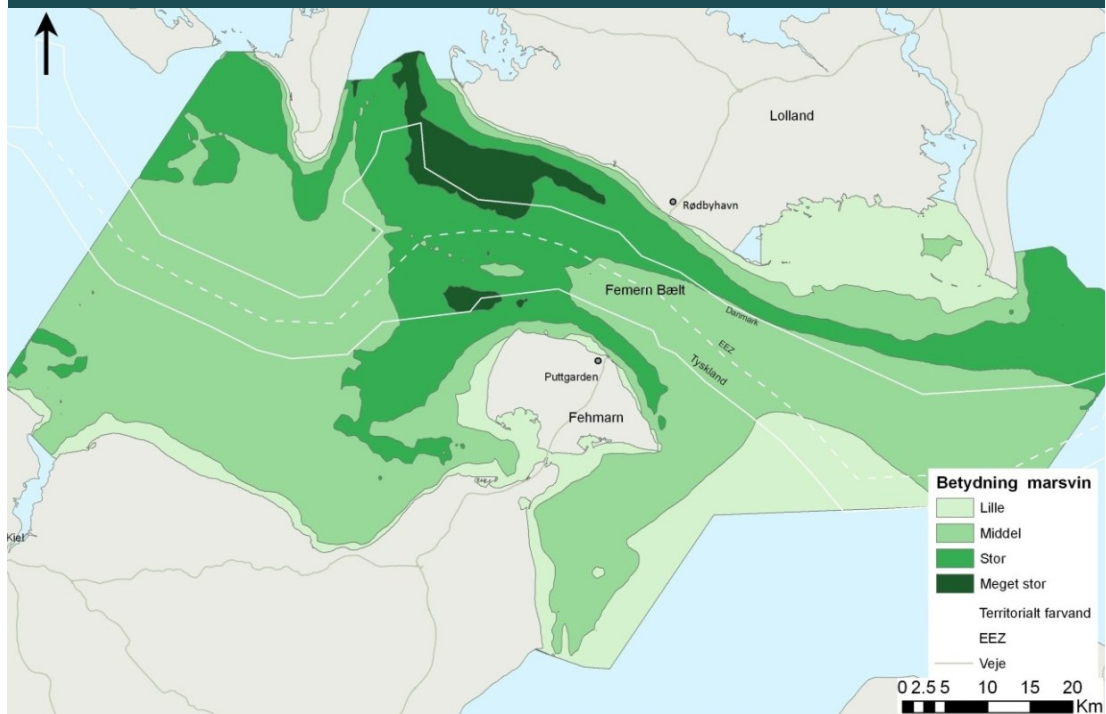 Lolland
Rødbyhavn
Femern Bælt
Danmark
EEZ
Tyskland
Puttgarden
Fehmarn
Kiel
Betydning marsvin
Lille
Middel
Stor
Meget stor
Territorialt farvand
EEZ
Veje
0 2.5 5 10 15 20
Km